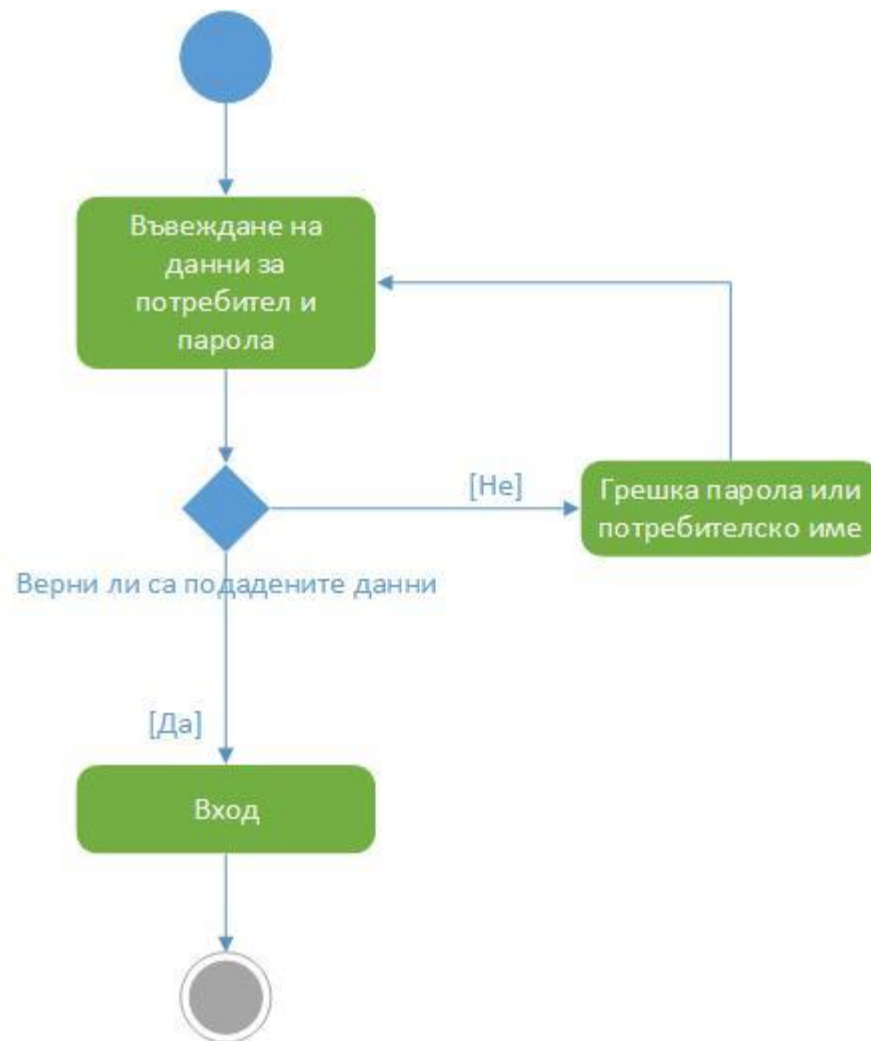 Въвеждане на
данни за
потребител и
парола
[Не]
Грешка парола или
потребителско име
Верни ли са подадените данни
[Да]
Вход